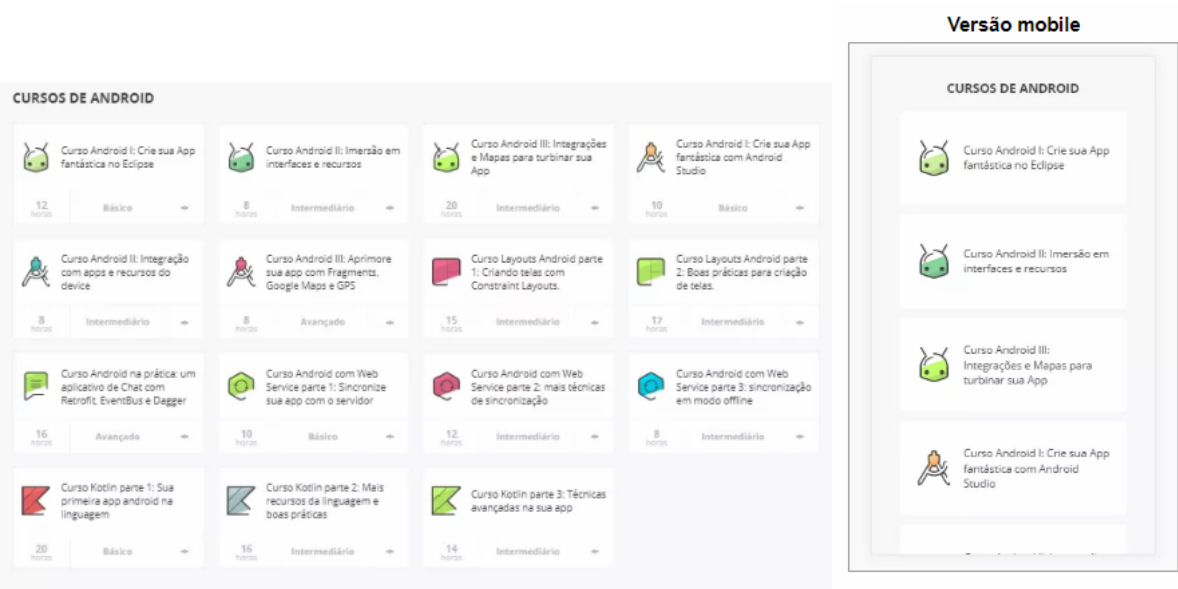 Versão mobile
CURSOS DE ANDROID
Curso Android I: Crie sua App
fantástica no Eclipse
12
horas
Básico
Curso Android II: Imersão em
interfaces e recursos
8
horas
Intermediário
Curso Android III: Integrações
e Mapas para turbinar sua
App
20
horas
Intermediário
Curso Android I: Crie sua App
fantástica com Android
Studio
10
horas
Básico
Curso Android II: Integração
com apps e recursos do
device
8
horas
Intermediário
Curso Android III: Aprimore
sua app com Fragments,
Google Maps e GPS
8
horas
Avançado
Curso Layouts Android parte
1: Criando telas com
Constraint Layouts.
15
horas
Intermediário
Curso Layouts Android parte
2: Boas práticas para criação
de telas.
17
horas
Intermediário
Curso Android na prática: um
aplicativo de Chat com
Retrofit, EventBus e Dagger
16
horas
Avançado
Curso Android com Web
Service parte 1: Sincronize
sua app com o servidor
10
horas
Básico
Curso Android com Web
Service parte 2: mais técnicas
de sincronização
12
horas
Intermediário
Curso Android com Web
Service parte 3: sincronização
em modo offline
8
horas
Intermediário
Curso Kotlin parte 1: Sua
primeira app android na
linguagem
20
horas
Básico
Curso Kotlin parte 2: Mais
recursos da linguagem e
boas práticas
16
horas
Intermediário
Curso Kotlin parte 3: Técnicas
avançadas na sua app
14
horas
Intermediário
CURSOS DE ANDROID
Curso Android I: Crie sua App
fantástica no Eclipse
Curso Android II: Imersão em
interfaces e recursos
Curso Android III:
Integrações e Mapas para
turbinar sua App
Curso Android I: Crie sua App
fantástica com Android
Studio